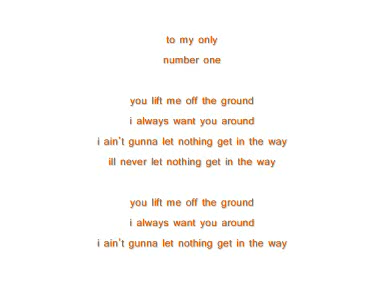 to my only
number one
you lift me off the ground
i always want you around
i ain't gunna let nothing get in the way
ill never let nothing get in the way
you lift me off the ground
i always want you around
i ain't gunna let nothing get in the way